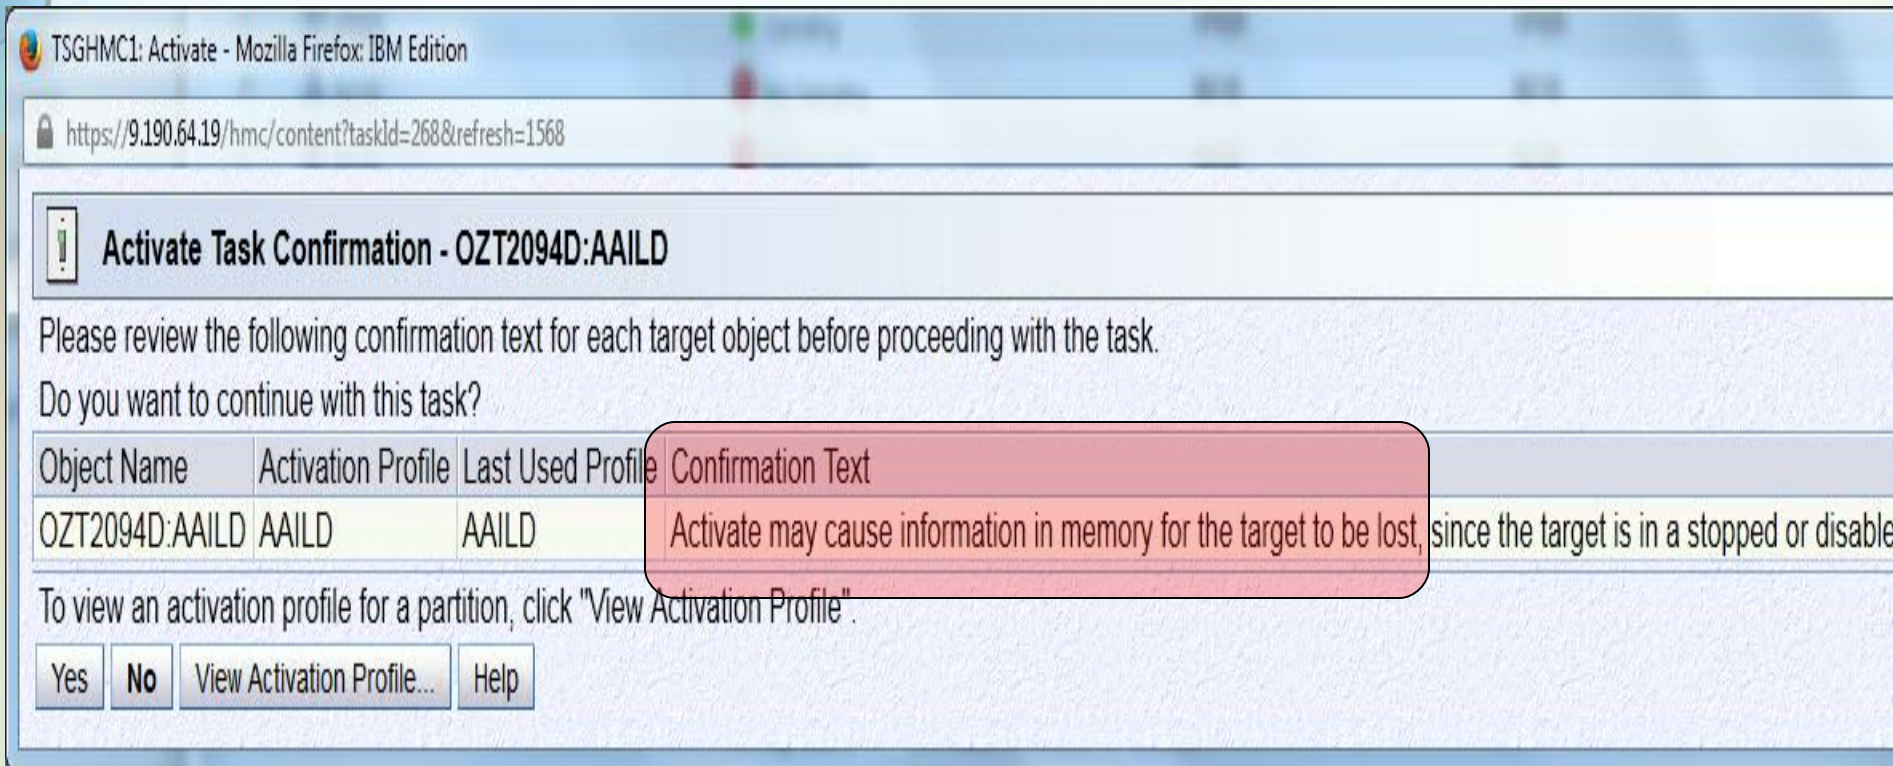 TSGHMC1: Activate - Mozilla Firefox: IBM Edition
https://9.190.64.19/hmc/content?taskId=268&refresh=1568
Activate Task Confirmation - OZT2094D:AAILD
Please review the following confirmation text for each target object before proceeding with the task.
Do you want to continue with this task?
Object Name Activation Profile Last Used Profile Confirmation Text
OZT2094D:AAILD AAILD AAILD Activate may cause information in memory for the target to be lost, since the target is in a stopped or disable
To view an activation profile for a partition, click "View Activation Profile".
Yes No View Activation Profile... Help